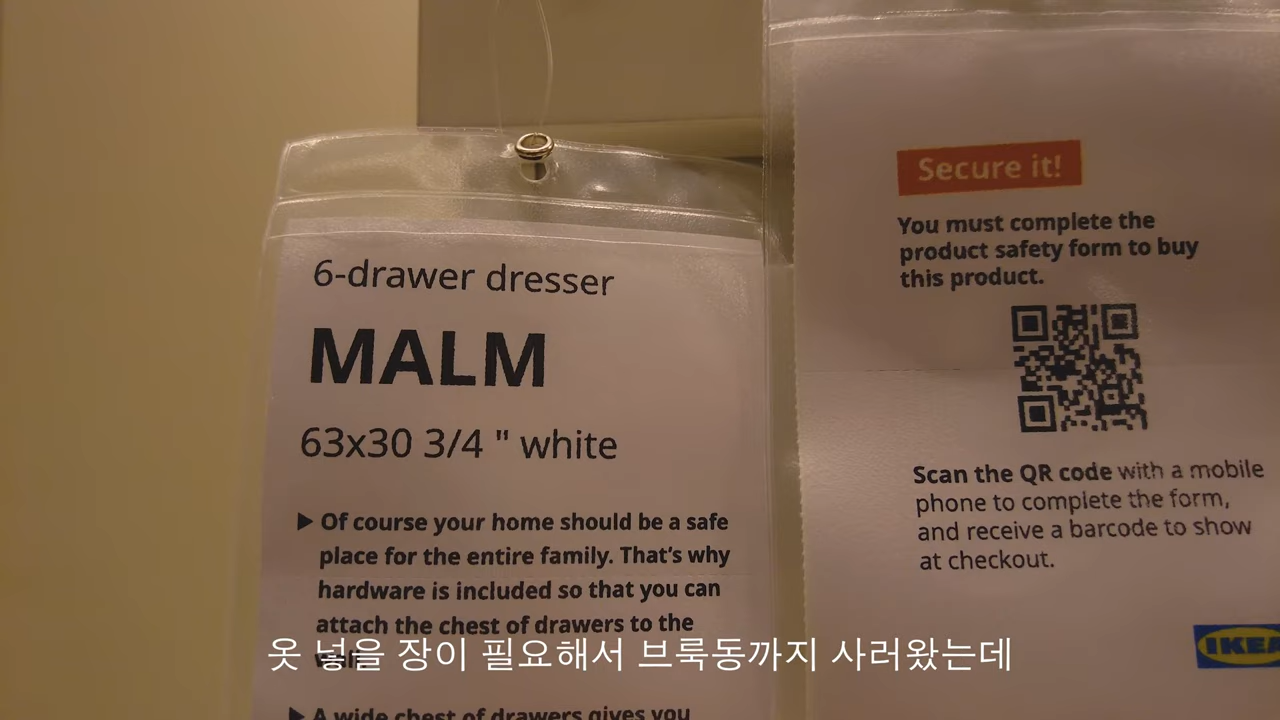 6-drawer dresser
MALM
63x30 3/4 " white
▶ Of course your home should be a safe
place for the entire family. That's why
hardware is included so that you can
attach the chest of drawers to the
▶ A wide chest of drawers gives you
Secure it!
You must complete the
product safety form to buy
this product.
Scan the QR code with a mobile
phone to complete the form,
and receive a barcode to show
at checkout.
IKEA
옷 넣을 장이 필요해서 브룩동까지 사러왔는데